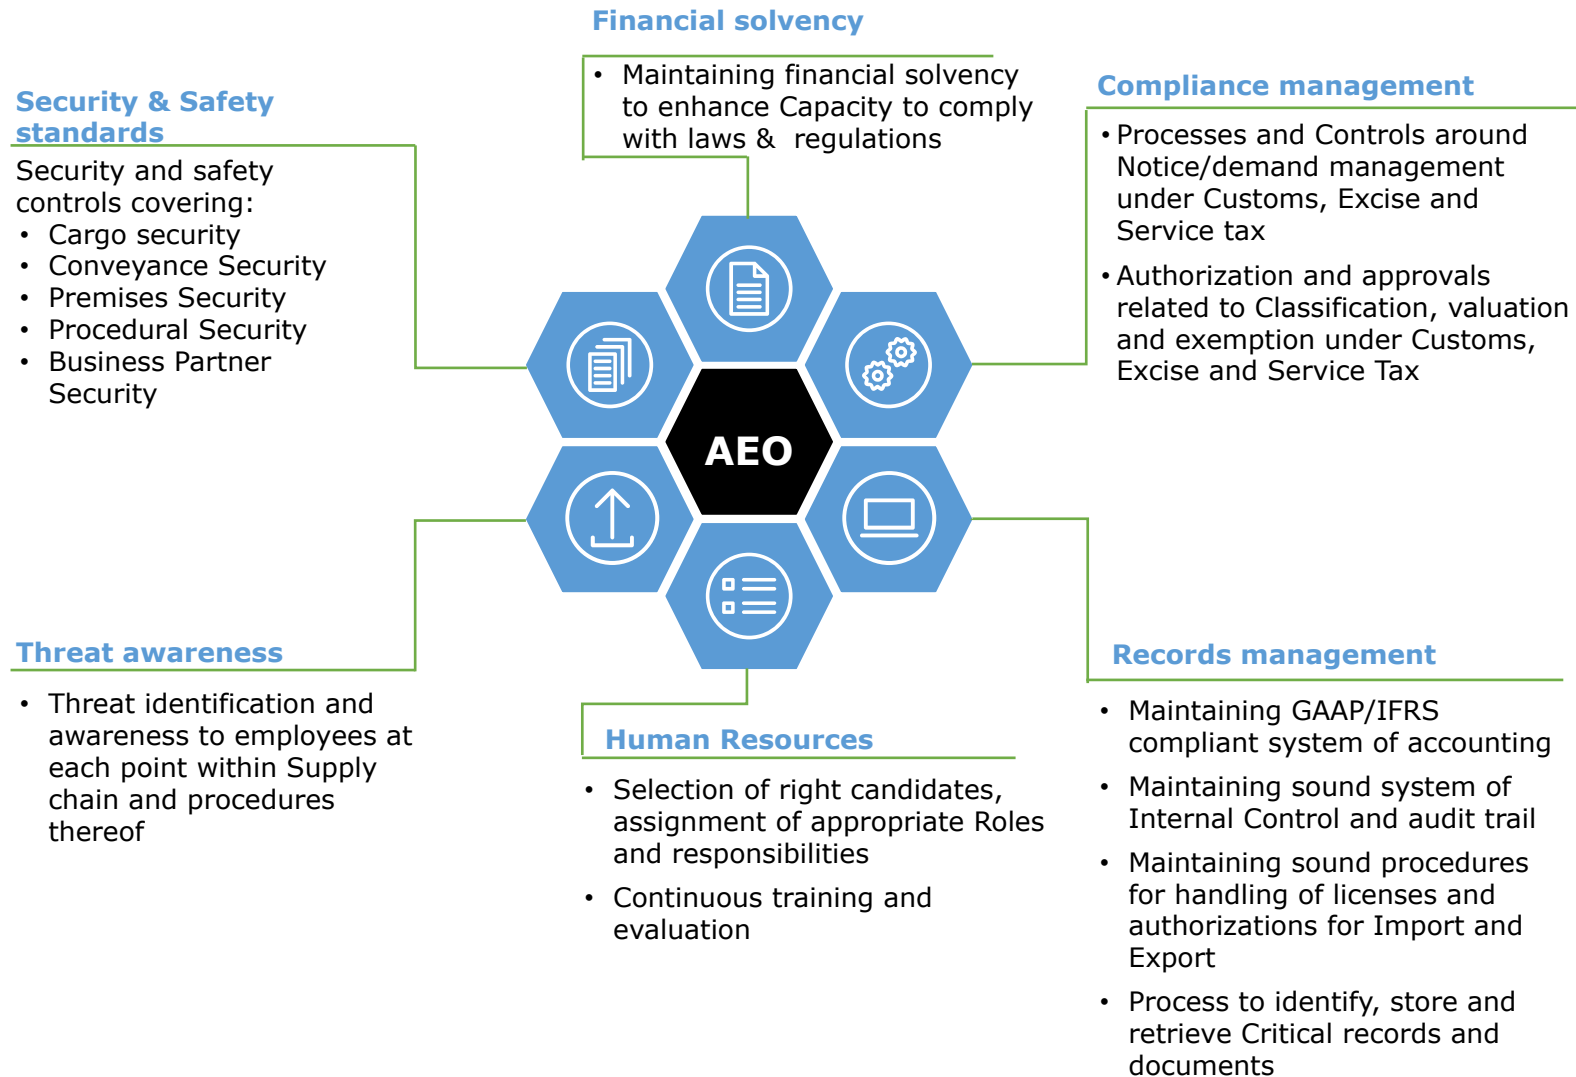 Financial solvency
• Maintaining financial solvency
to enhance Capacity to comply
with laws & regulations
Security & Safety
standards
Security and safety
controls covering:
• Cargo security
• Conveyance Security
• Premises Security
• Procedural Security
• Business Partner
Security
Compliance management
• Processes and Controls around
Notice/demand management
under Customs, Excise and
Service tax
• Authorization and approvals
related to Classification, valuation
and exemption under Customs,
Excise and Service Tax
AEO
Threat awareness
• Threat identification and
awareness to employees at
each point within Supply
chain and procedures
thereof
Human Resources
• Selection of right candidates,
assignment of appropriate Roles
and responsibilities
• Continuous training and
evaluation
Records management
• Maintaining GAAP/IFRS
compliant system of accounting
• Maintaining sound system of
Internal Control and audit trail
• Maintaining sound procedures
for handling of licenses and
authorizations for Import and
Export
• Process to identify, store and
retrieve Critical records and
documents